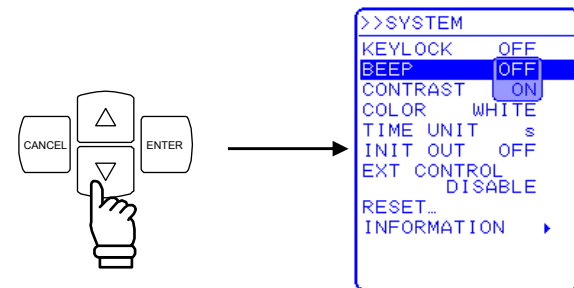 CANCEL
ENTER
>>SYSTEM
KEYLOCK OFF
BEEP OFF
CONTRAST ON
COLOR WHITE
TIME UNIT s
INIT OUT OFF
EXT CONTROL
DISABLE
RESET…
INFORMATION